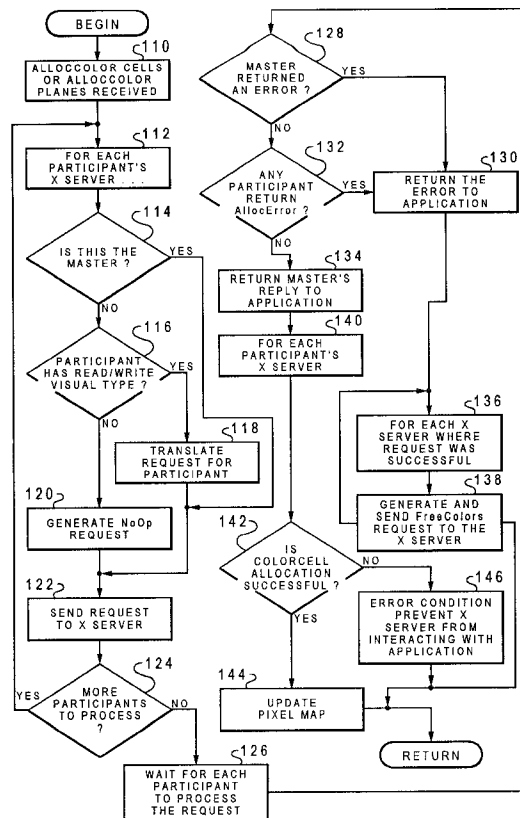 BEGIN
110
ALLOCCOLOR CELLS
OR ALLOCCOLOR
PLANES RECEIVED
112
FOR EACH
PARTICIPANT'S
X SERVER . . .
114
IS THIS THE
MASTER ?
YES
NO
116
PARTICIPANT
HAS READ/WRITE
VISUAL TYPE ?
YES
NO
118
TRANSLATE
REQUEST FOR
PARTICIPANT
120
GENERATE NoOp
REQUEST
122
SEND REQUEST
TO X SERVER
124
MORE
PARTICIPANTS
TO PROCESS
?
YES
NO
126
WAIT FOR EACH
PARTICIPANT
TO PROCESS
THE REQUEST
128
MASTER
RETURNED
AN ERROR ?
YES
NO
130
RETURN THE
ERROR TO
APPLICATION
132
ANY
PARTICIPANT
RETURN
AllocError ?
YES
NO
134
RETURN MASTER'S
REPLY TO
APPLICATION
140
FOR EACH
PARTICIPANT'S
X SERVER
136
FOR EACH X
SERVER WHERE
REQUEST WAS
SUCCESSFUL
138
GENERATE AND
SEND FreeColors
REQUEST TO THE
X SERVER
142
IS
COLORCELL
ALLOCATION
SUCCESSFUL ?
NO
YES
146
ERROR CONDITION
PREVENT X
SERVER FROM
INTERACTING WITH
APPLICATION
144
UPDATE
PIXEL MAP
RETURN